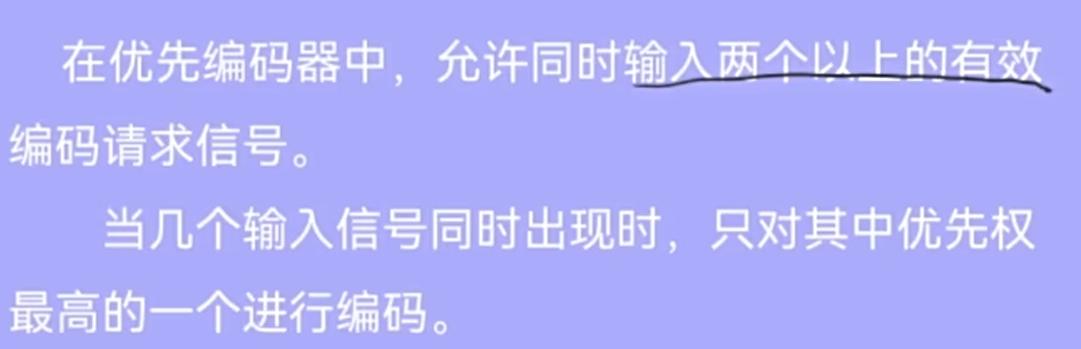 在优先编码器中，允许同时输入两个以上的有效
编码请求信号。
当几个输入信号同时出现时，只对其中优先权
最高的一个进行编码。